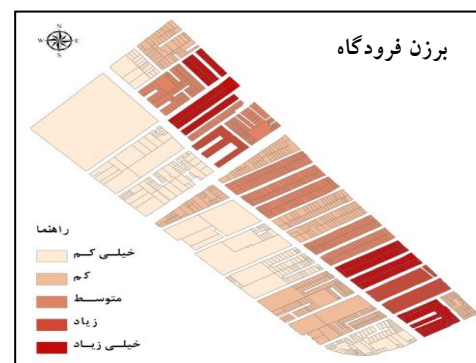 برزن فرودگاه
N
W E
S
راهنما
خیلی کم
کم
متوسط
زیاد
خیلی زیاد